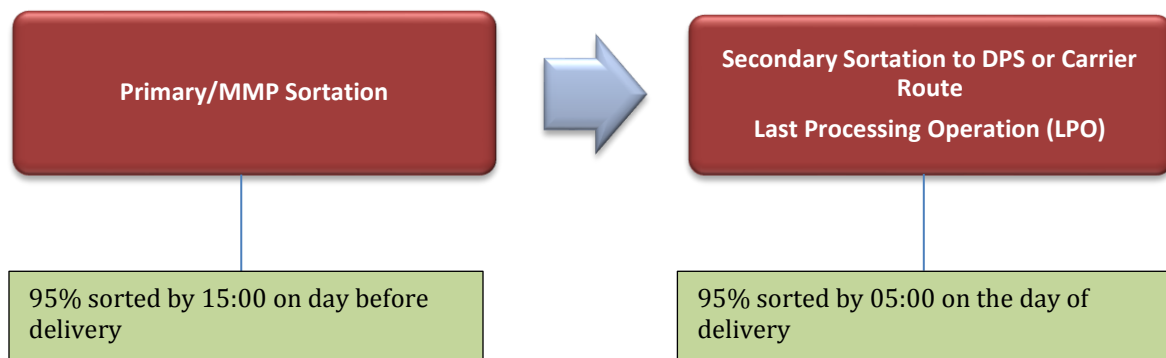 Primary/MMP Sortation
Secondary Sortation to DPS or Carrier
Route
Last Processing Operation (LPO)
95% sorted by 15:00 on day before
delivery
95% sorted by 05:00 on the day of
delivery